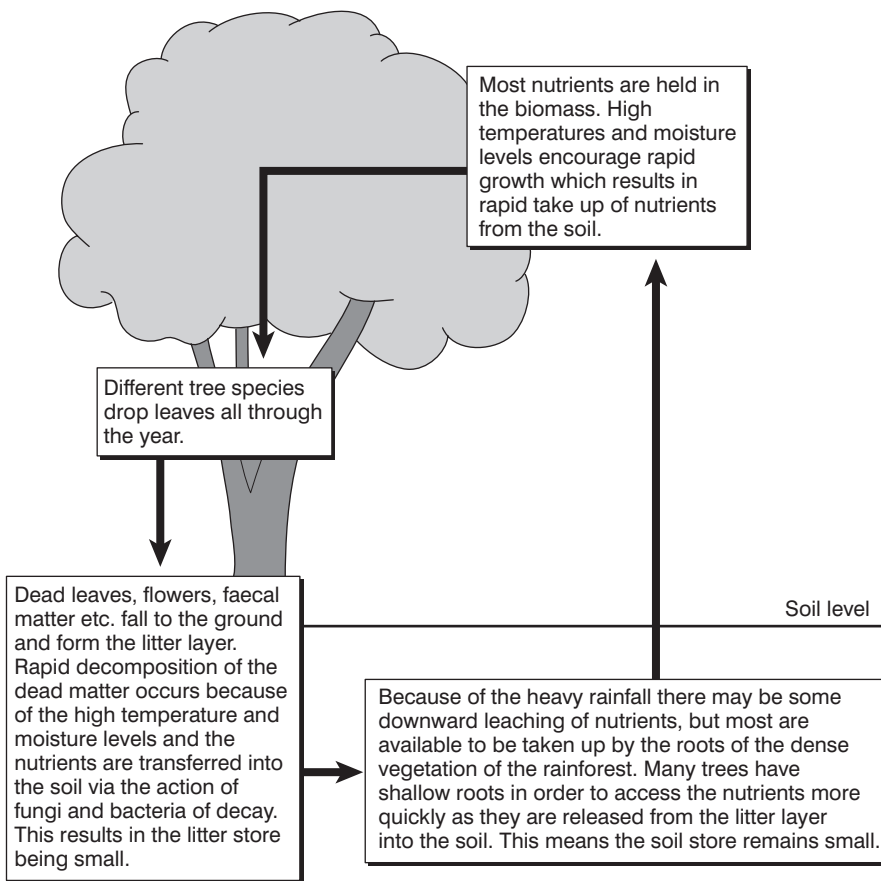 Most nutrients are held in
the biomass. High
temperatures and moisture
levels encourage rapid
growth which results in
rapid take up of nutrients
from the soil.
Different tree species
drop leaves all through
the year.
Dead leaves, flowers, faecal
matter etc. fall to the ground
and form the litter layer.
Rapid decomposition of the
dead matter occurs because
of the high temperature and
moisture levels and the
nutrients are transferred into
the soil via the action of
fungi and bacteria of decay.
This results in the litter store
being small.
Soil level
Because of the heavy rainfall there may be some
downward leaching of nutrients, but most are
available to be taken up by the roots of the dense
vegetation of the rainforest. Many trees have
shallow roots in order to access the nutrients more
quickly as they are released from the litter layer
into the soil. This means the soil store remains small.